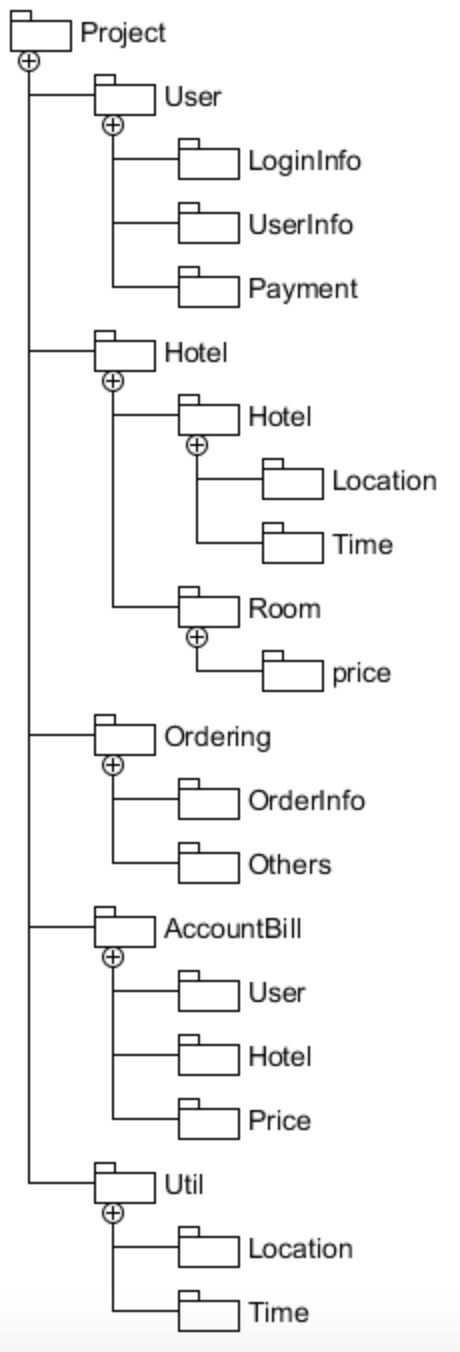 Project
User
LoginInfo
UserInfo
Payment
Hotel
Hotel
Location
Time
Room
price
Ordering
OrderInfo
Others
AccountBill
User
Hotel
Price
Util
Location
Time